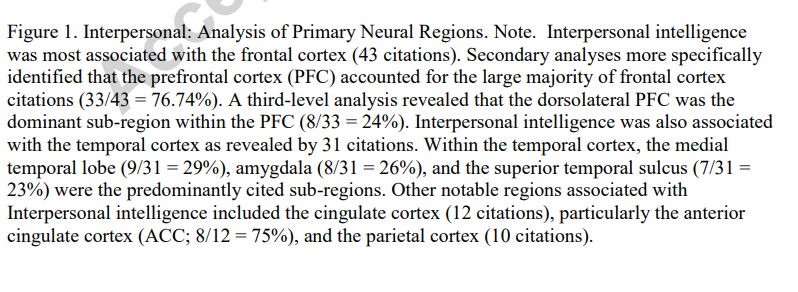 Figure 1. Interpersonal: Analysis of Primary Neural Regions. Note.  Interpersonal intelligence
was most associated with the frontal cortex (43 citations). Secondary analyses more specifically
identified that the prefrontal cortex (PFC) accounted for the large majority of frontal cortex
citations (33/43 = 76.74%). A third-level analysis revealed that the dorsolateral PFC was the
dominant sub-region within the PFC (8/33 = 24%). Interpersonal intelligence was also associated
with the temporal cortex as revealed by 31 citations. Within the temporal cortex, the medial
temporal lobe (9/31 = 29%), amygdala (8/31 = 26%), and the superior temporal sulcus (7/31 =
23%) were the predominantly cited sub-regions. Other notable regions associated with
Interpersonal intelligence included the cingulate cortex (12 citations), particularly the anterior
cingulate cortex (ACC; 8/12 = 75%), and the parietal cortex (10 citations).